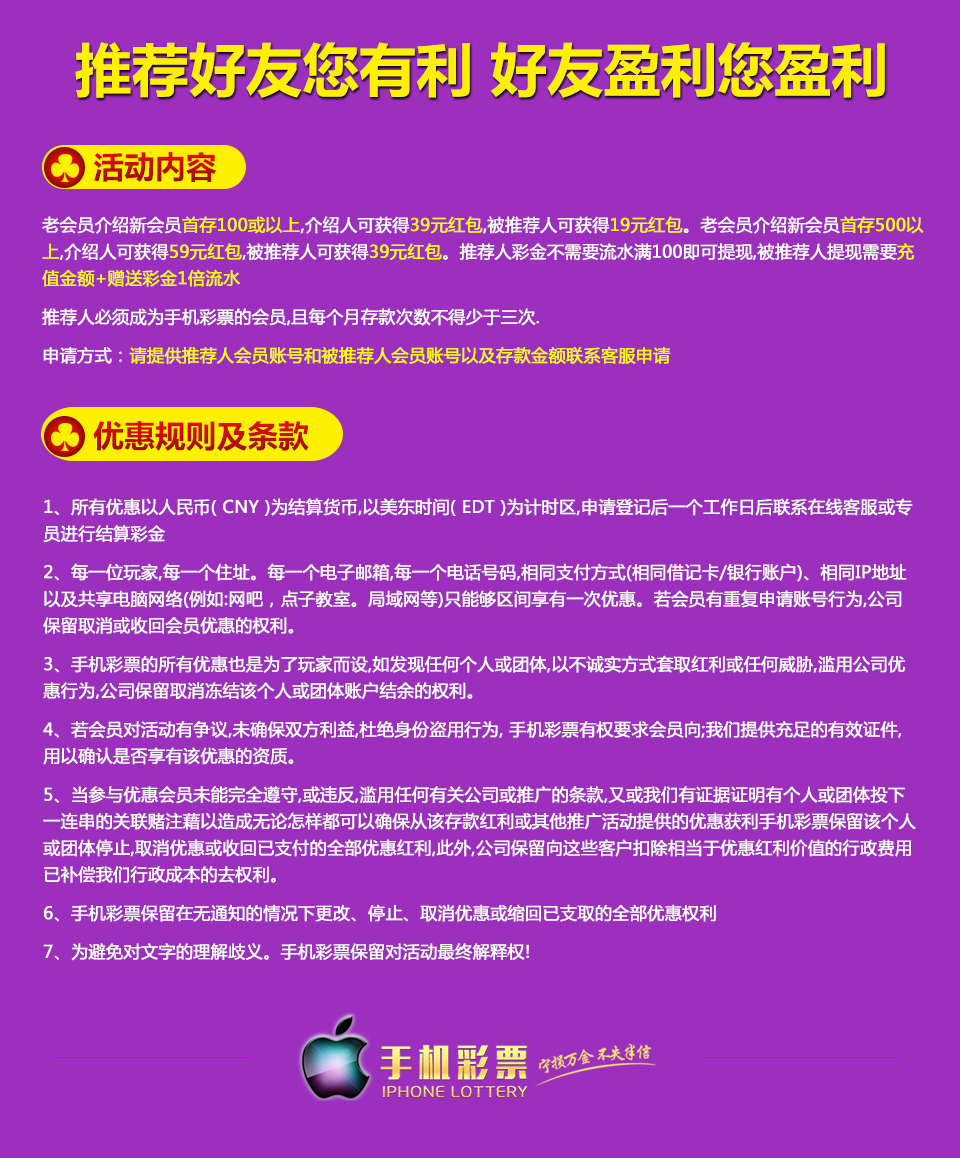 推荐好友您有利 好友盈利您盈利
活动内容
老会员介绍新会员首存100或以上,介绍人可获得39元红包,被推荐人可获得19元红包。老会员介绍新会员首存500以
上,介绍人可获得59元红包,被推荐人可获得39元红包。推荐人彩金不需要流水满100即可提现,被推荐人提现需要充
值金额+赠送彩金1倍流水
推荐人必须成为手机彩票的会员,且每个月存款次数不得少于三次.
申请方式：请提供推荐人会员账号和被推荐人会员账号以及存款金额联系客服申请
优惠规则及条款
1、所有优惠以人民币( CNY )为结算货币,以美东时间( EDT )为计时区,申请登记后一个工作日后联系在线客服或专
员进行结算彩金
2、每一位玩家,每一个住址。每一个电子邮箱,每一个电话号码,相同支付方式(相同借记卡/银行账户)、相同IP地址
以及共享电脑网络(例如:网吧，点子教室。局域网等)只能够区间享有一次优惠。若会员有重复申请账号行为,公司
保留取消或收回会员优惠的权利。
3、手机彩票的所有优惠也是为了玩家而设,如发现任何个人或团体,以不诚实方式套取红利或任何威胁,滥用公司优
惠行为,公司保留取消冻结该个人或团体账户结余的权利。
4、若会员对活动有争议,未确保双方利益,杜绝身份盗用行为, 手机彩票有权要求会员向;我们提供充足的有效证件,
用以确认是否享有该优惠的资质。
5、当参与优惠会员未能完全遵守,或违反,滥用任何有关公司或推广的条款,又或我们有证据证明有个人或团体投下
一连串的关联赌注藉以造成无论怎样都可以确保从该存款红利或其他推广活动提供的优惠获利手机彩票保留该个人
或团体停止,取消优惠或收回已支付的全部优惠红利,此外,公司保留向这些客户扣除相当于优惠红利价值的行政费用
已补偿我们行政成本的去权利。
6、手机彩票保留在无通知的情况下更改、停止、取消优惠或缩回已支取的全部优惠权利
7、为避免对文字的理解歧义。手机彩票保留对活动最终解释权!
手机彩票 宁损万金 不失学信
IPHONE LOTTERY